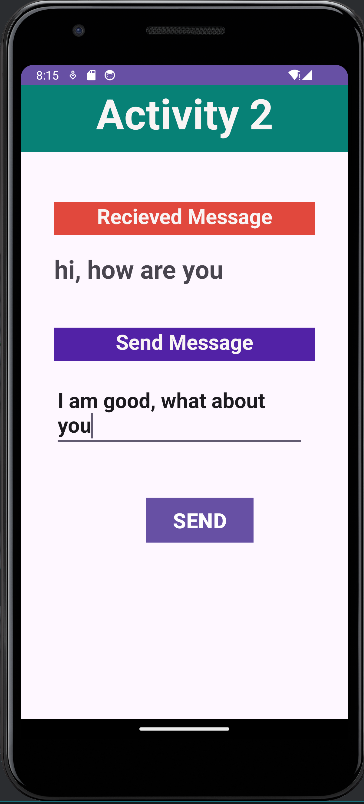 8:15
Activity 2
Recieved Message
hi, how are you
Send Message
I am good, what about
you
SEND